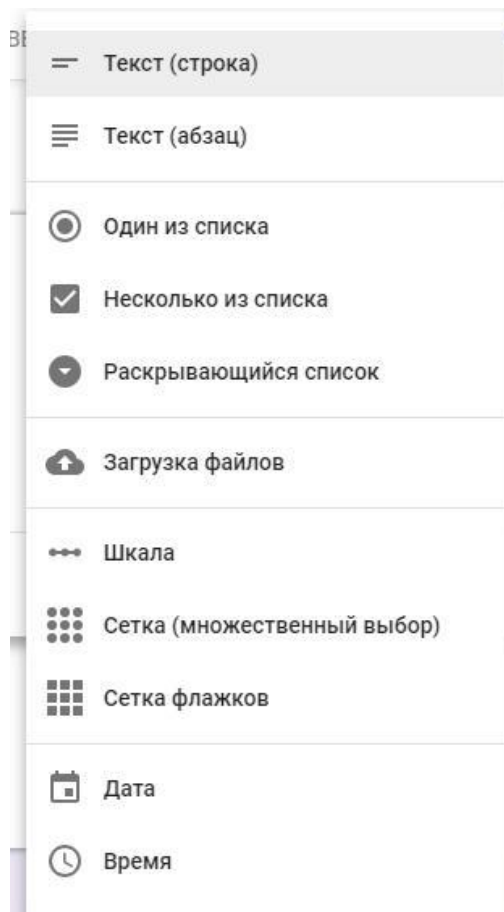 Текст (строка)
Текст (абзац)
Один из списка
Несколько из списка
Раскрывающийся список
Загрузка файлов
Шкала
Сетка (множественный выбор)
Сетка флажков
Дата
Время